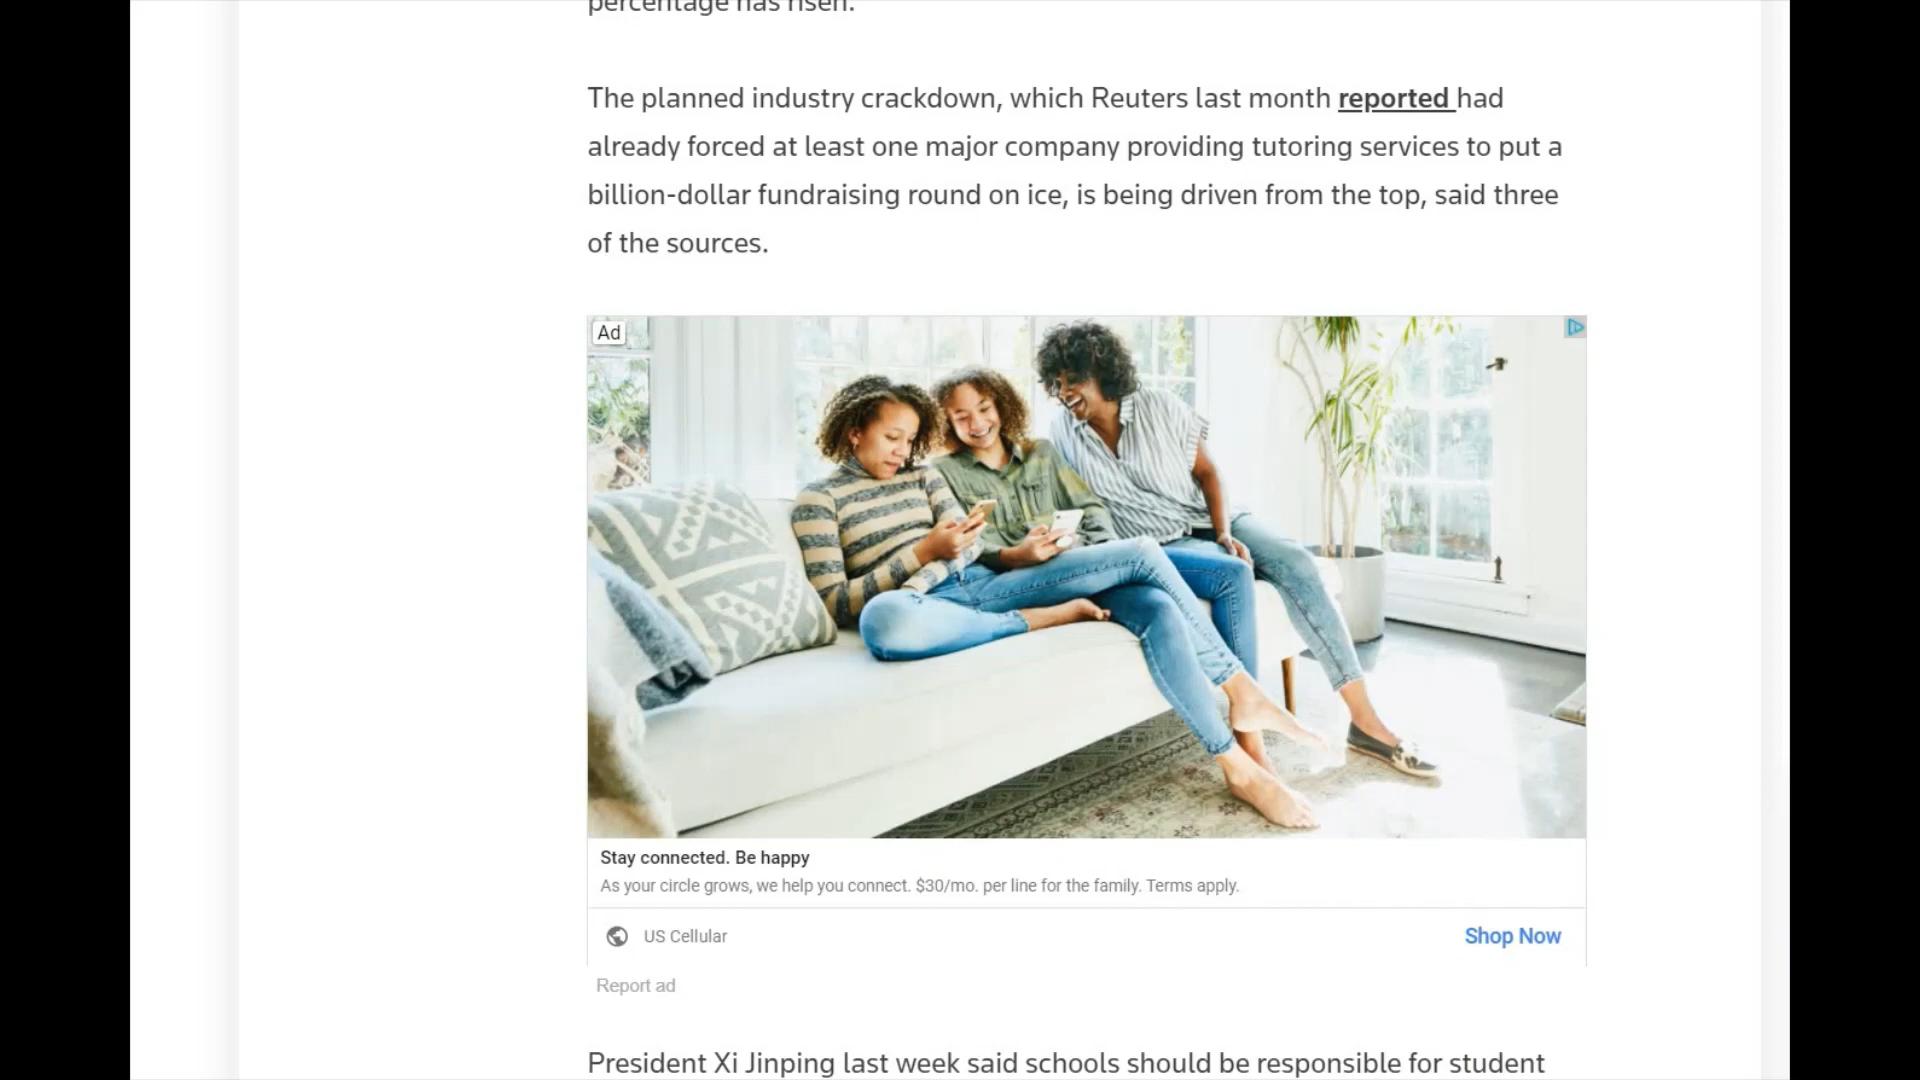 percentage has risen.
The planned industry crackdown, which Reuters last month reported had
already forced at least one major company providing tutoring services to put a
billion-dollar fundraising round on ice, is being driven from the top, said three
of the sources.
Ad
Stay connected. Be happy
As your circle grows, we help you connect. $30/mo. per line for the family. Terms apply.
US Cellular
Shop Now
Report ad
President Xi Jinping last week said schools should be responsible for student